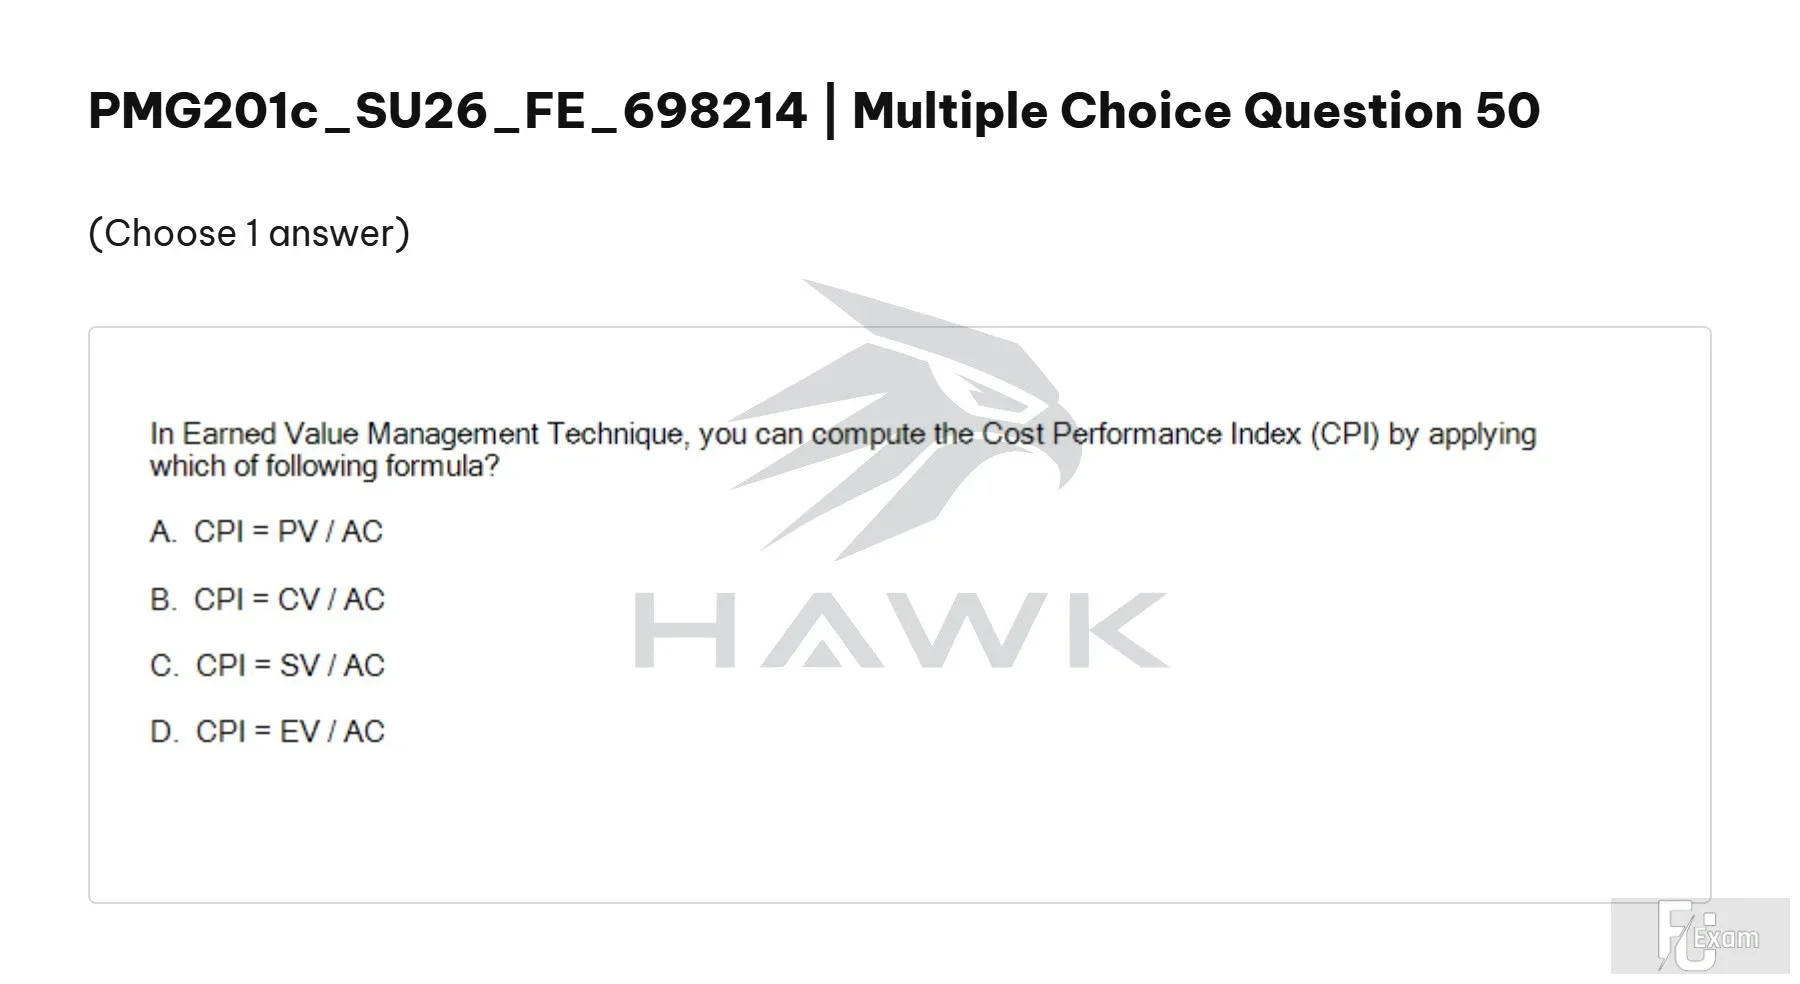 PMG201c_SU26_FE_698214 | Multiple Choice Question 50
(Choose 1 answer)
In Earned Value Management Technique, you can compute the Cost Performance Index (CPI) by applying
which of following formula?
A. CPI = PV / AC
B. CPI = CV / AC
C. CPI = SV / AC
D. CPI = EV / AC
HAWK
FU Exam